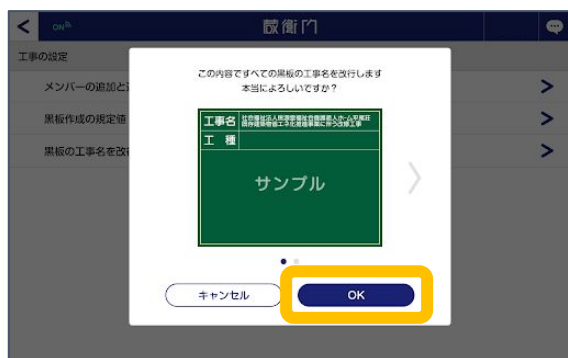 ON
蔵衛門
工事の設定
メンバーの追加と
黒板作成の規定値
黒板の工事名を改
この内容ですべての黒板の工事名を改行します
本当によろしいですか？
工事名
工 種
サンプル
キャンセル
OK